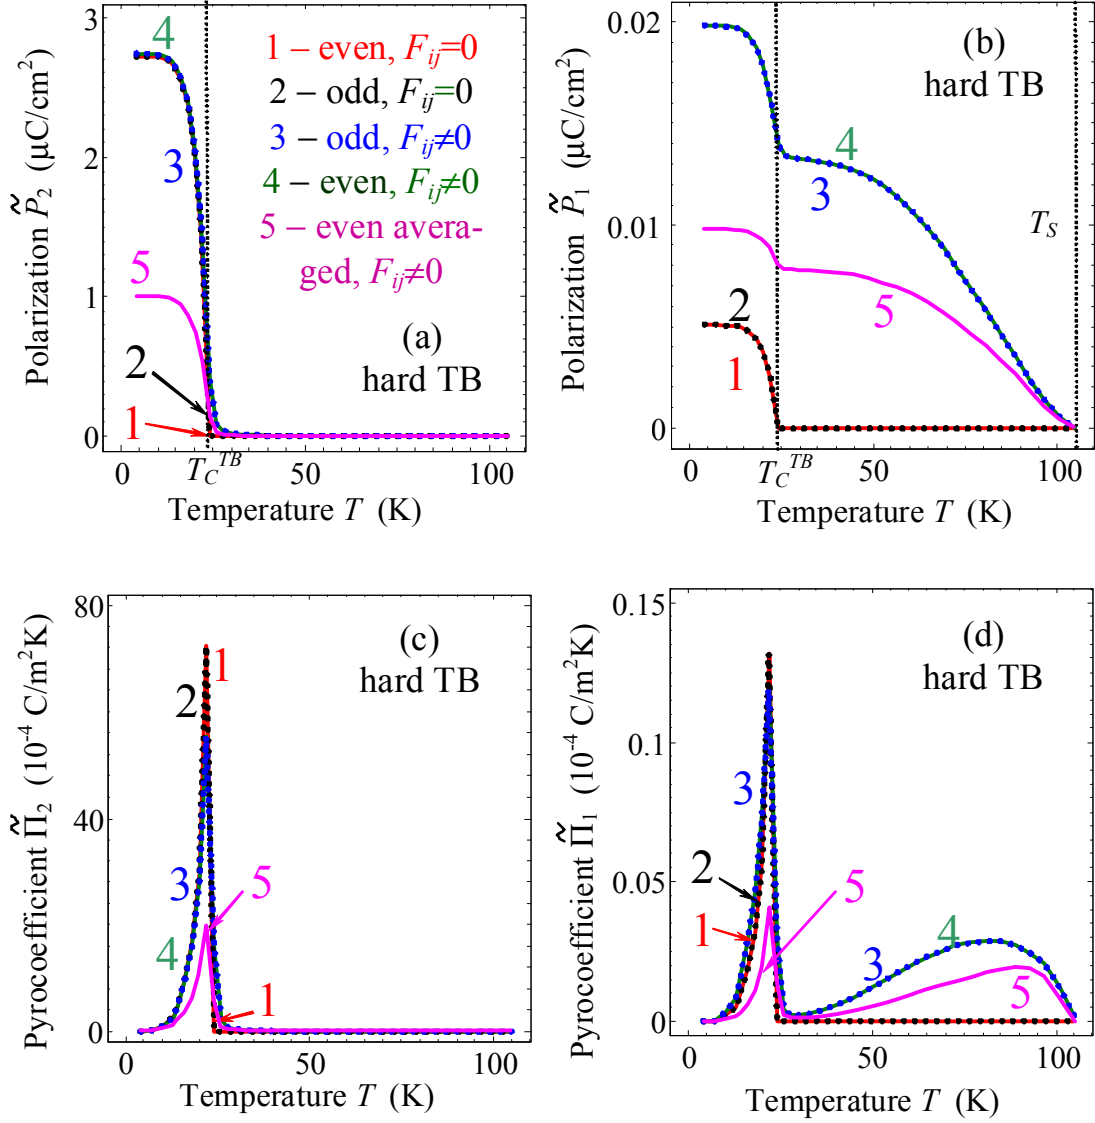 3
2
1
0
Polarization P̃₂ (μC/cm²)
4
1 – even, Fᵢⱼ=0
2 – odd, Fᵢⱼ=0
3 – odd, Fᵢⱼ≠0
4 – even, Fᵢⱼ≠0
5 – even avera-
ged, Fᵢⱼ≠0
3
5
2
1
(a)
hard TB
0
T_C^TB
50
100
Temperature T (K)
0.02
0.01
0
Polarization P̃₁ (μC/cm²)
(b)
hard TB
4
3
T_S
5
2
1
0
T_C^TB
50
100
Temperature T (K)
80
40
0
Pyrocoefficient Π̃₂ (10⁻⁴ C/m²K)
(c)
hard TB
1
2
3
5
4
1
0
50
100
Temperature T (K)
0.15
0.1
0.05
0
Pyrocoefficient Π̃₁ (10⁻⁴ C/m²K)
(d)
hard TB
3
2
5
1
4
3
5
0
50
100
Temperature T (K)